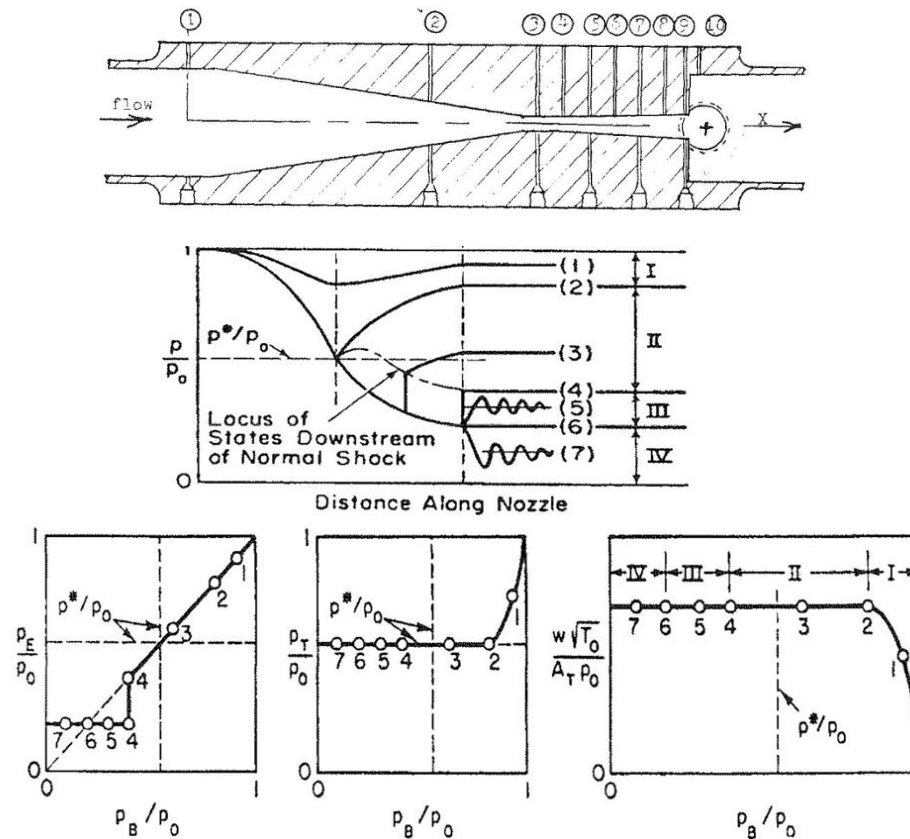 ① ② ③ ④ ⑤ ⑥ ⑦ ⑧ ⑨ ⑩
flow
X
1
(1)
I
(2)
p*/p₀
II
p/p₀
(3)
Locus of
States Downstream
of Normal Shock
(4)
(5)
III
(6)
(7)
IV
0
Distance Along Nozzle
1
p*/p₀
1
2
3
p_E/p₀
4
7 6 5 4
0
0
1
p_B/p₀
1
p*/p₀
1
p_T/p₀
7 6 5 4 3 2
0
0
1
p_B/p₀
IV III II I
7 6 5 4 3 2
1
w√T₀/A_T p₀
p*/p₀
0
0
p_B/p₀